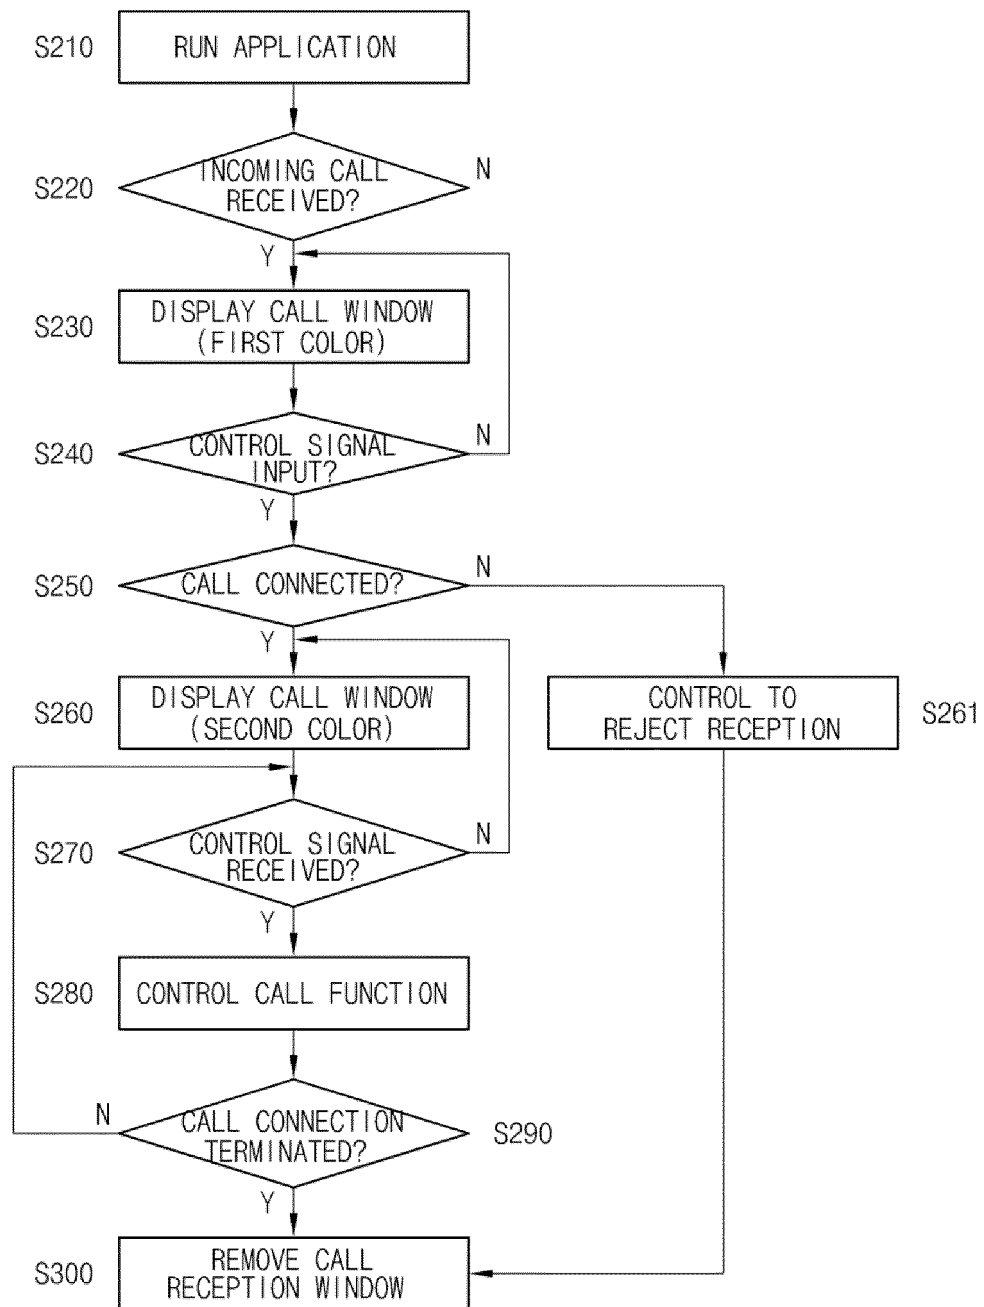 S210
RUN APPLICATION
S220
INCOMING CALL
RECEIVED?
N
Y
S230
DISPLAY CALL WINDOW
(FIRST COLOR)
S240
CONTROL SIGNAL
INPUT?
N
Y
S250
CALL CONNECTED?
N
Y
S260
DISPLAY CALL WINDOW
(SECOND COLOR)
CONTROL TO
REJECT RECEPTION
S261
S270
CONTROL SIGNAL
RECEIVED?
N
Y
S280
CONTROL CALL FUNCTION
N
CALL CONNECTION
TERMINATED?
S290
Y
S300
REMOVE CALL
RECEPTION WINDOW